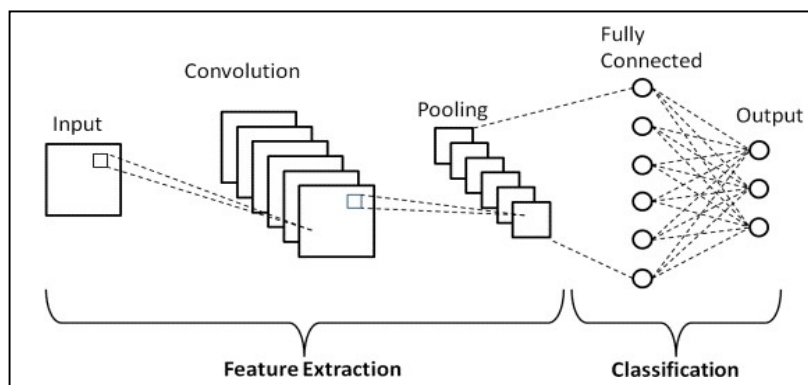 Input
Convolution
Pooling
Fully
Connected
Output
Feature Extraction
Classification